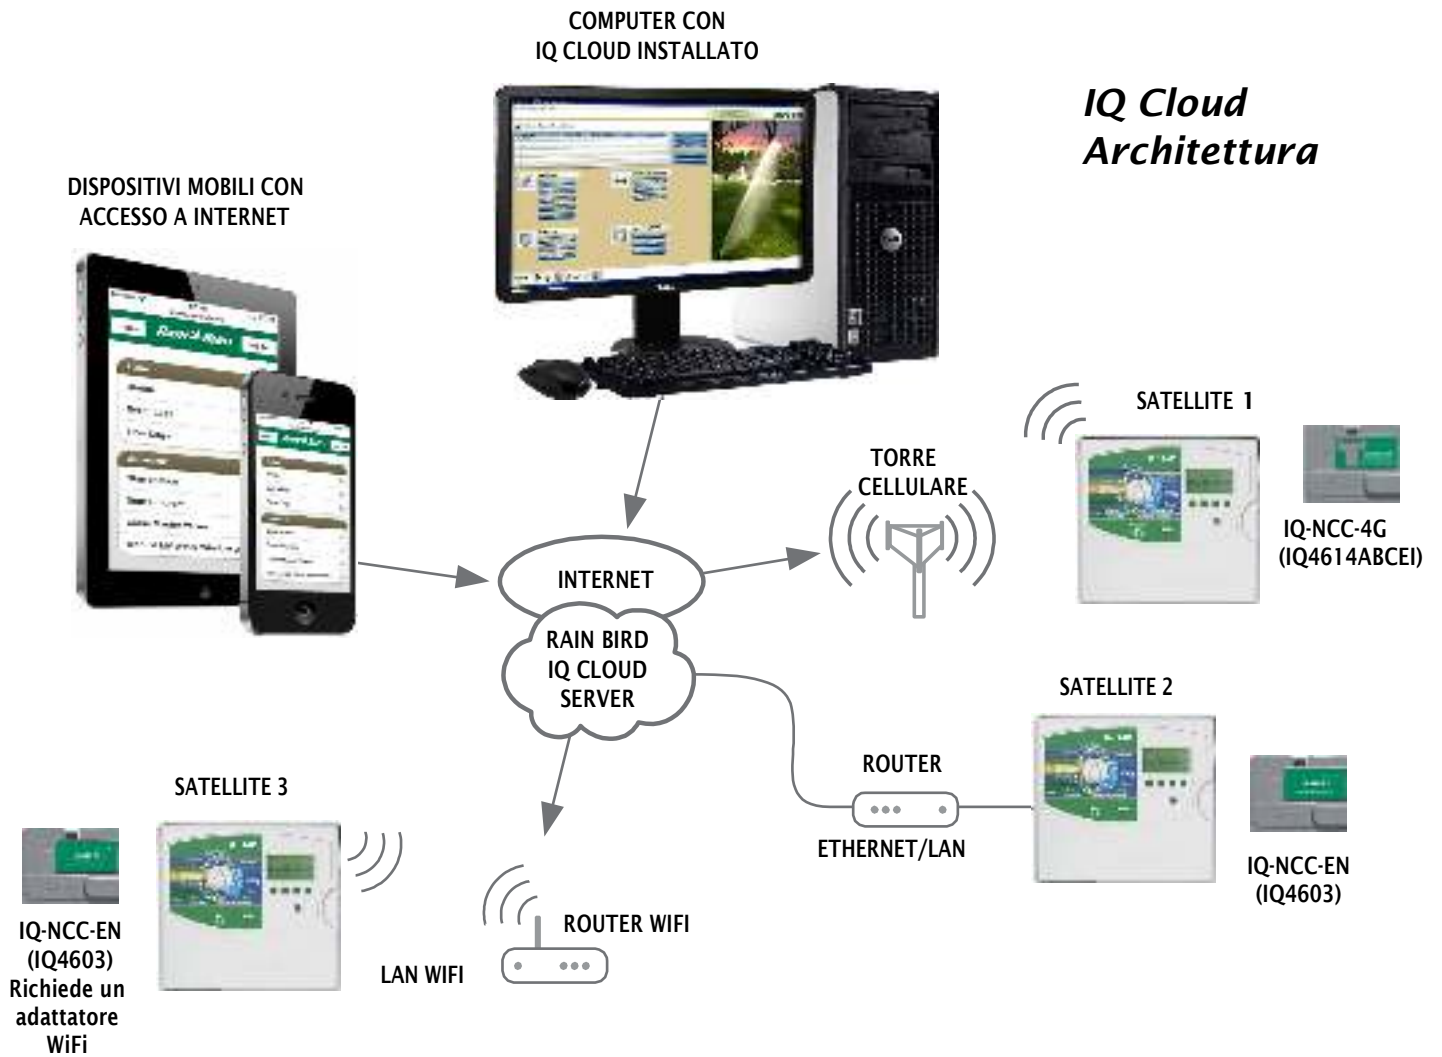 COMPUTER CON
IQ CLOUD INSTALLATO
IQ Cloud
Architettura
DISPOSITIVI MOBILI CON
ACCESSO A INTERNET
SATELLITE 1
TORRE
CELLULARE
IQ-NCC-4G
(IQ4614ABCEI)
INTERNET
RAIN BIRD
IQ CLOUD
SERVER
SATELLITE 2
ROUTER
ETHERNET/LAN
IQ-NCC-EN
(IQ4603)
SATELLITE 3
IQ-NCC-EN
(IQ4603)
Richiede un
adattatore
WiFi
ROUTER WIFI
LAN WIFI